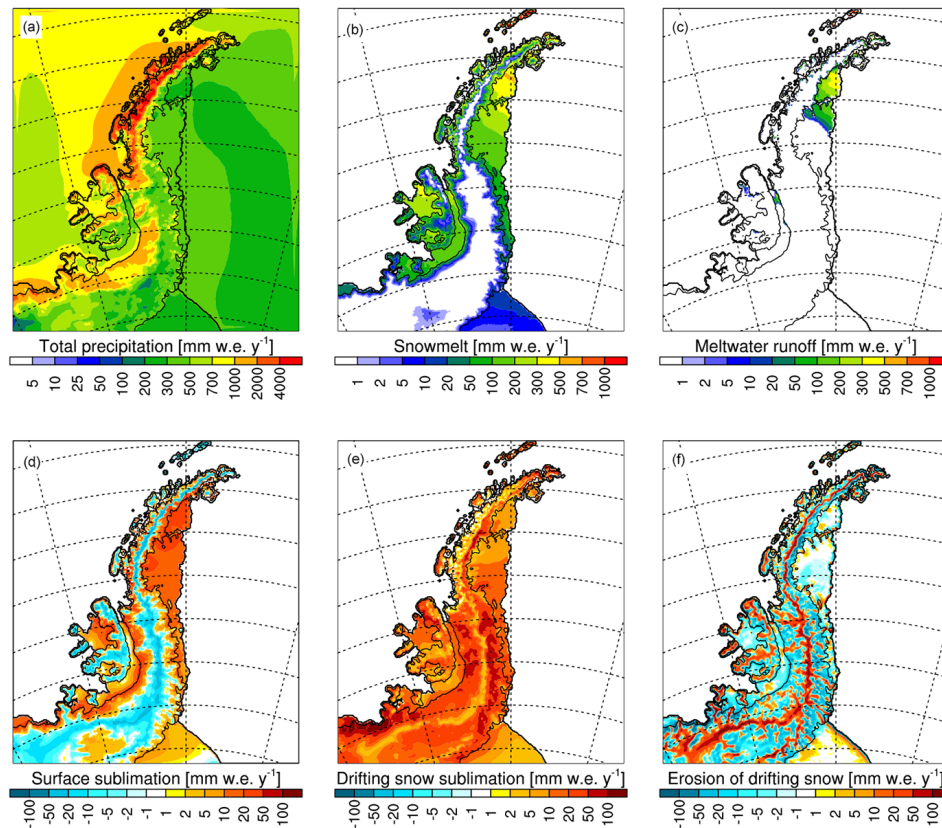 (a)
(b)
(c)
Total precipitation [mm w.e. y-1]
Snowmelt [mm w.e. y-1]
Meltwater runoff [mm w.e. y-1]
5 10 25 50 100 200 300 500 700 1000 2000 4000
1 2 5 10 20 50 100 200 300 500 700 1000
1 2 5 10 20 50 100 200 300 500 700 1000
(d)
(e)
(f)
Surface sublimation [mm w.e. y-1]
Drifting snow sublimation [mm w.e. y-1]
Erosion of drifting snow [mm w.e. y-1]
-100 -50 -20 -10 -5 -2 -1 1 2 5 10 20 50 100
-100 -50 -20 -10 -5 -2 -1 1 2 5 10 20 50 100
-100 -50 -20 -10 -5 -2 -1 1 2 5 10 20 50 100